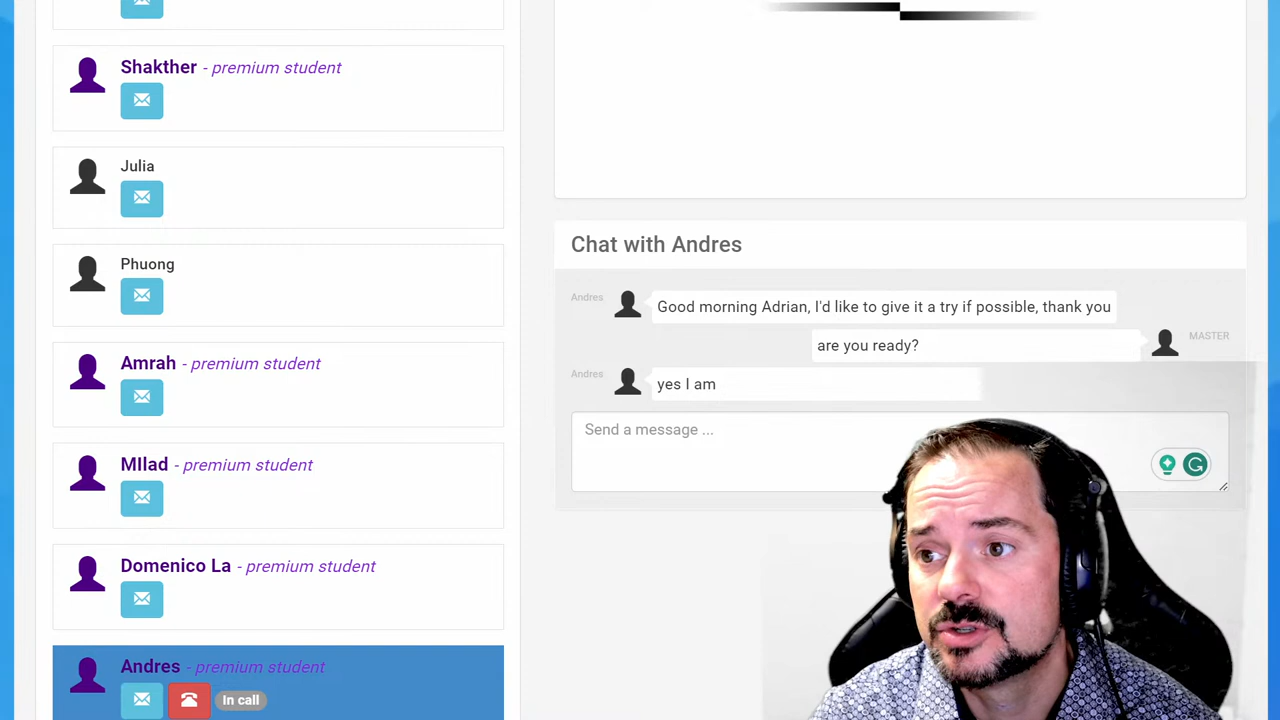 Shakther - premium student
Julia
Phuong
Amrah - premium student
MIlad - premium student
Domenico La - premium student
Andres - premium student
In call
Chat with Andres
Andres
Good morning Adrian, I'd like to give it a try if possible, thank you
are you ready?
MASTER
Andres
yes I am
Send a message ...